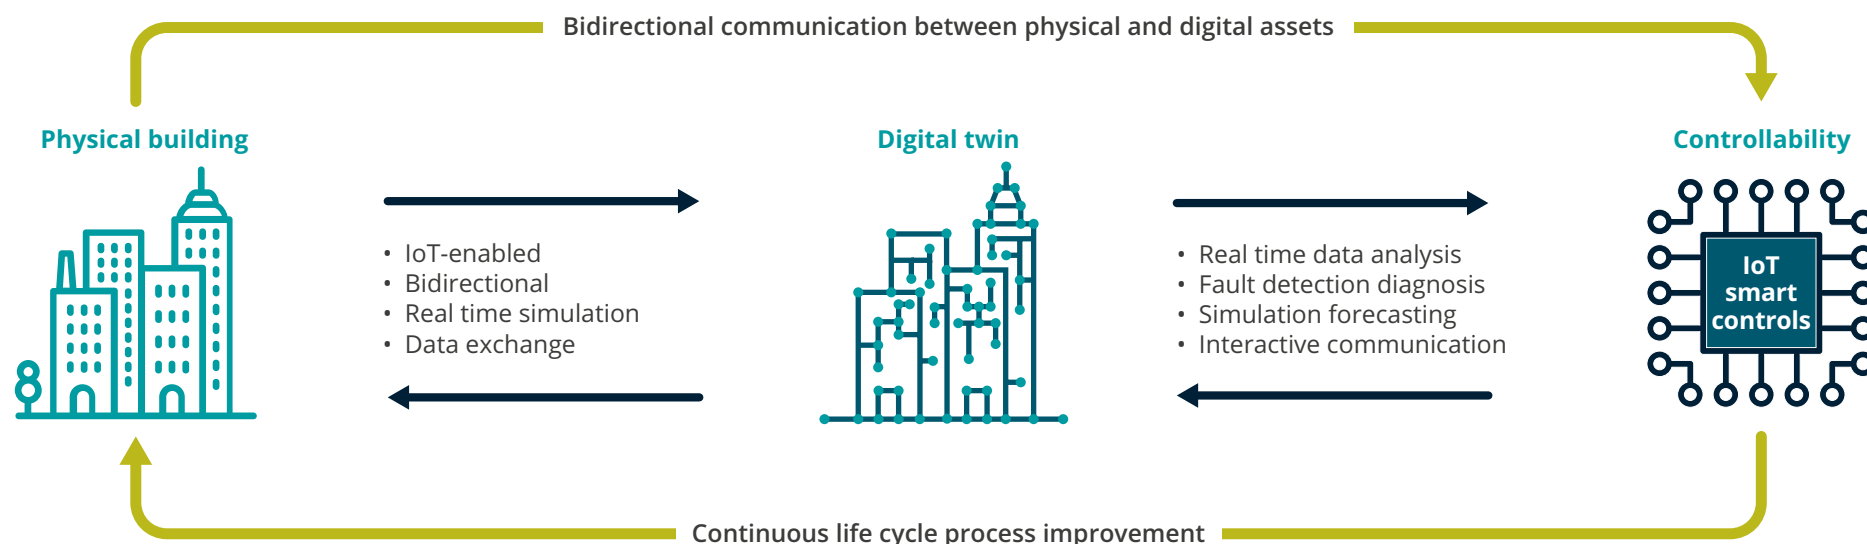 Bidirectional communication between physical and digital assets
Physical building
Digital twin
Controllability
• IoT-enabled
• Bidirectional
• Real time simulation
• Data exchange
• Real time data analysis
• Fault detection diagnosis
• Simulation forecasting
• Interactive communication
IoT
smart
controls
Continuous life cycle process improvement